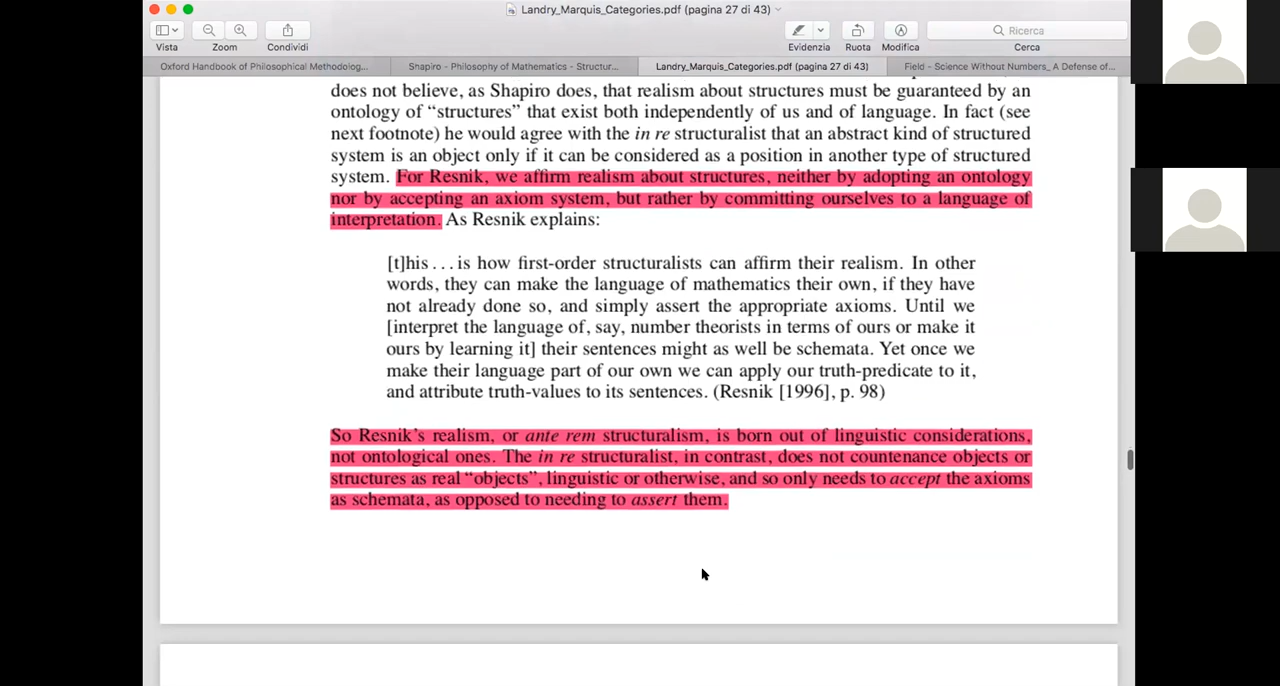 Landry_Marquis_Categories.pdf (pagina 27 di 43)
Vista
Zoom
Condividi
Evidenzia
Ruota
Modifica
Ricerca
Cerca
Oxford Handbook of Philosophical Methodolog...
Shapiro - Philosophy of Mathematics - Structur...
Landry_Marquis_Categories.pdf (pagina 27 di 43)
Field - Science Without Numbers_ A Defense of...
does not believe, as Shapiro does, that realism about structures must be guaranteed by an
ontology of “structures” that exist both independently of us and of language. In fact (see
next footnote) he would agree with the in re structuralist that an abstract kind of structured
system is an object only if it can be considered as a position in another type of structured
system. For Resnik, we affirm realism about structures, neither by adopting an ontology
nor by accepting an axiom system, but rather by committing ourselves to a language of
interpretation. As Resnik explains:
[t]his . . . is how first-order structuralists can affirm their realism. In other
words, they can make the language of mathematics their own, if they have
not already done so, and simply assert the appropriate axioms. Until we
[interpret the language of, say, number theorists in terms of ours or make it
ours by learning it] their sentences might as well be schemata. Yet once we
make their language part of our own we can apply our truth-predicate to it,
and attribute truth-values to its sentences. (Resnik [1996], p. 98)
So Resnik’s realism, or ante rem structuralism, is born out of linguistic considerations,
not ontological ones. The in re structuralist, in contrast, does not countenance objects or
structures as real “objects”, linguistic or otherwise, and so only needs to accept the axioms
as schemata, as opposed to needing to assert them.